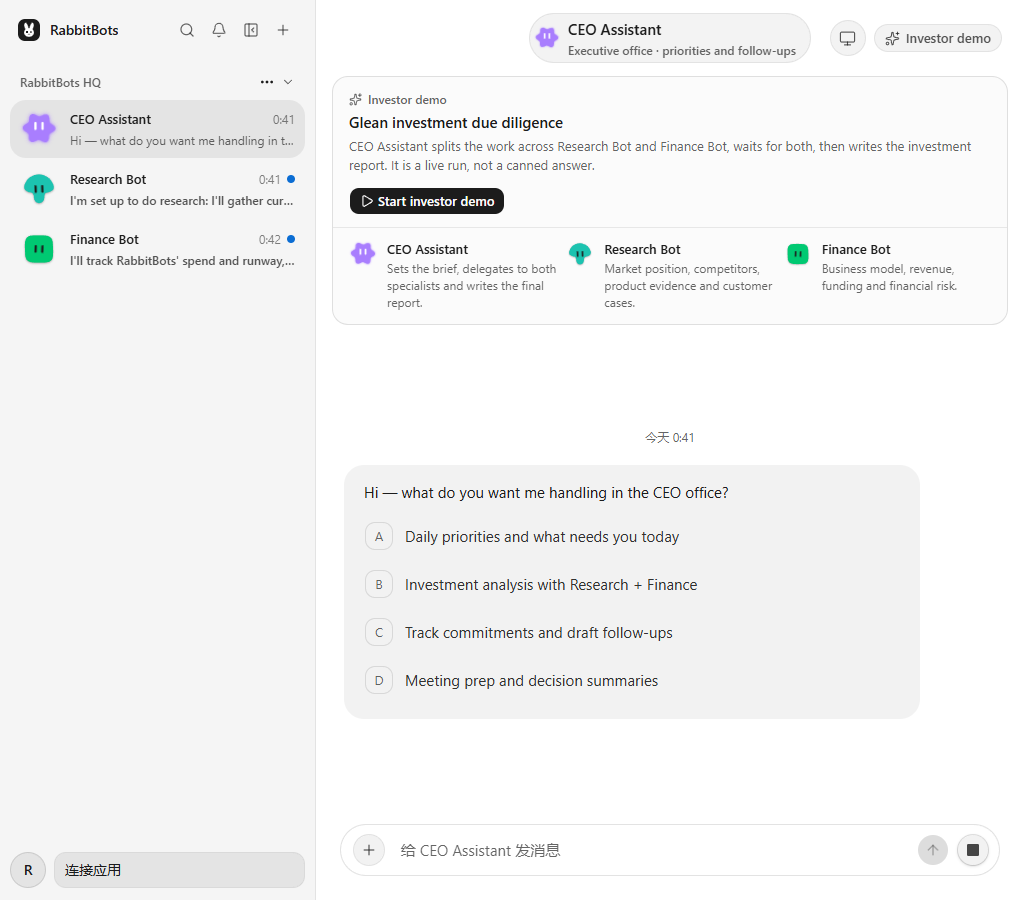 RabbitBots
RabbitBots HQ
CEO Assistant 0:41
Hi — what do you want me handling in t...
Research Bot 0:41
I'm set up to do research: I'll gather cur...
Finance Bot 0:42
I'll track RabbitBots' spend and runway,...
R
连接应用
CEO Assistant
Executive office · priorities and follow-ups
Investor demo
Investor demo
Glean investment due diligence
CEO Assistant splits the work across Research Bot and Finance Bot, waits for both, then writes the investment
report. It is a live run, not a canned answer.
Start investor demo
CEO Assistant
Sets the brief, delegates to both
specialists and writes the final
report.
Research Bot
Market position, competitors,
product evidence and customer
cases.
Finance Bot
Business model, revenue,
funding and financial risk.
今天 0:41
Hi — what do you want me handling in the CEO office?
A Daily priorities and what needs you today
B Investment analysis with Research + Finance
C Track commitments and draft follow-ups
D Meeting prep and decision summaries
给 CEO Assistant 发消息